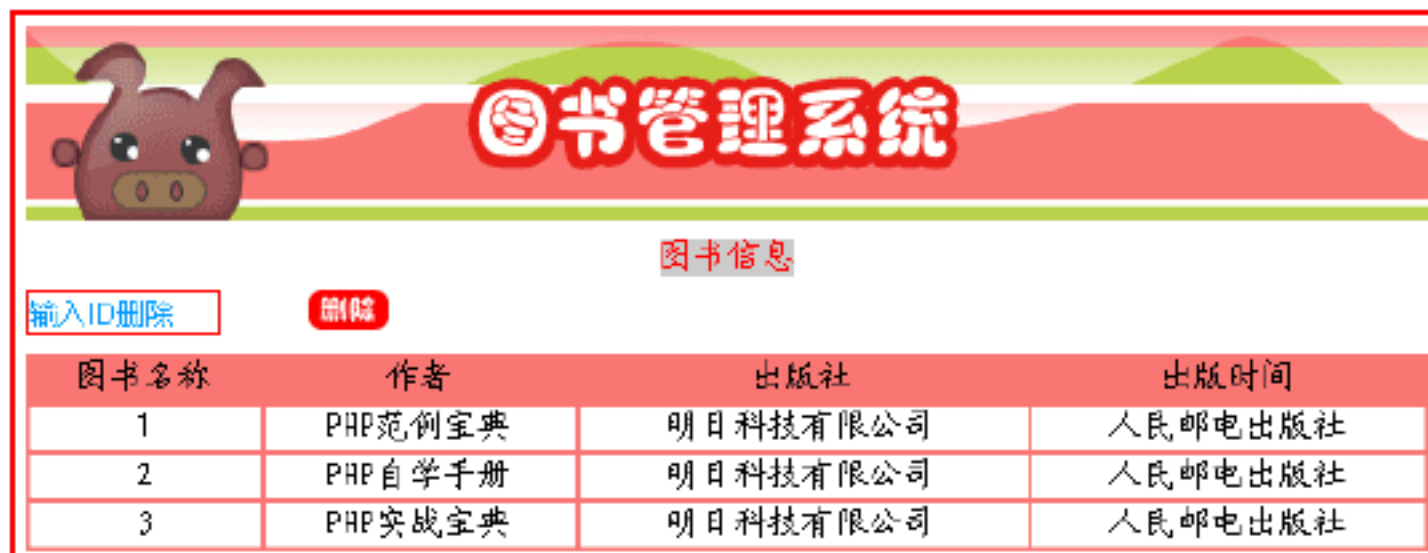 图书管理系统
图书信息
输入ID删除 删除
图书名称 作者 出版社 出版时间
1 PHP范例宝典 明日科技有限公司 人民邮电出版社
2 PHP自学手册 明日科技有限公司 人民邮电出版社
3 PHP实战宝典 明日科技有限公司 人民邮电出版社